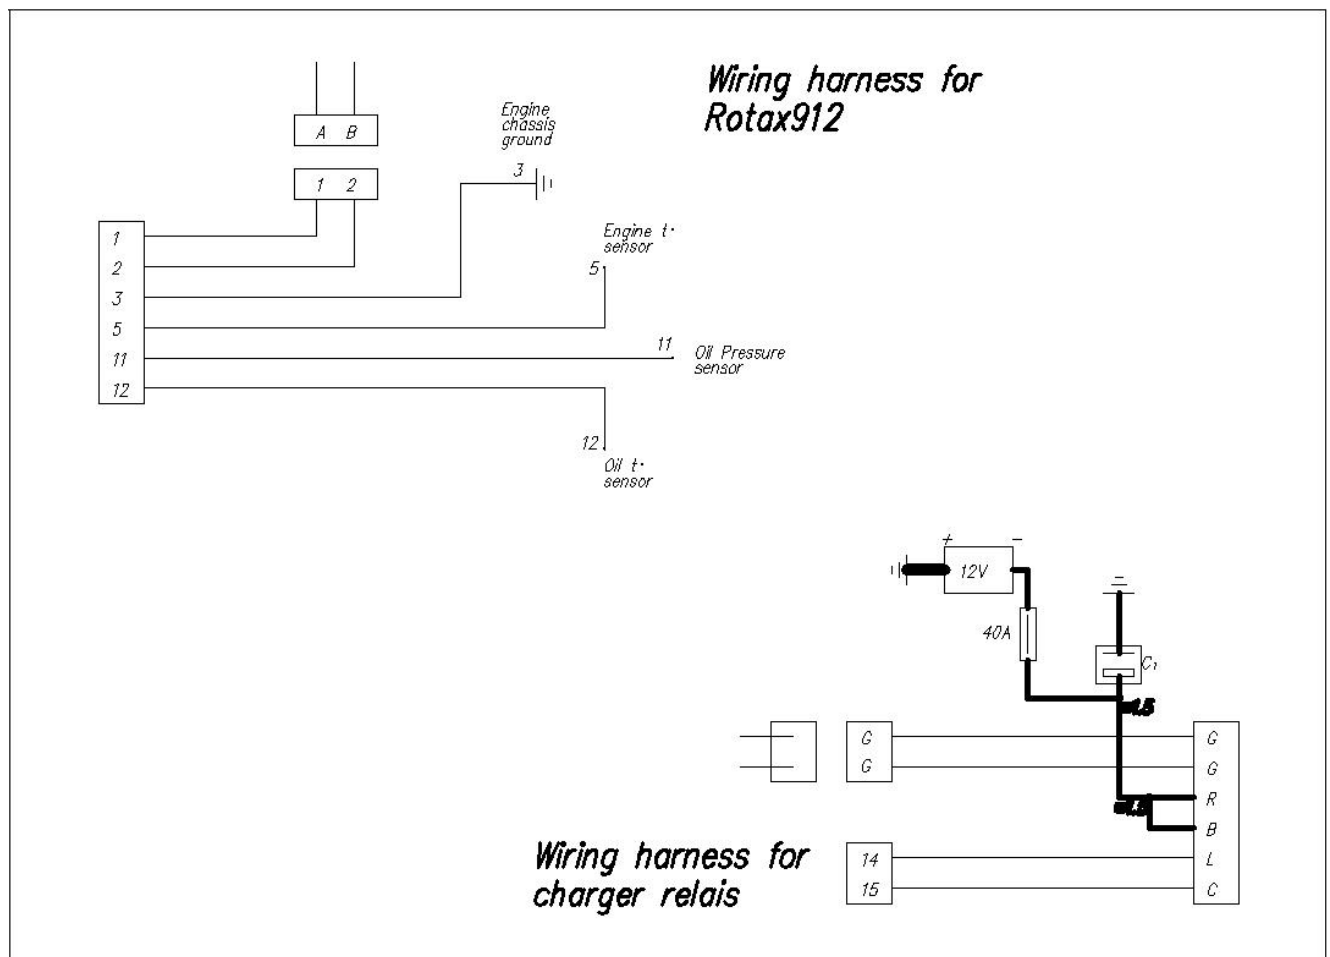 Wiring harness for
Rotax912
Engine
chassis
ground
A B
3
1 2
Engine t·
sensor
1
2
5
3
5
11
Oil Pressure
sensor
11
12
12
Oil t·
sensor
+ -
12V
-
40A
C1
G
G
G
G
R
B
Wiring harness for
charger relais
14
L
15
C